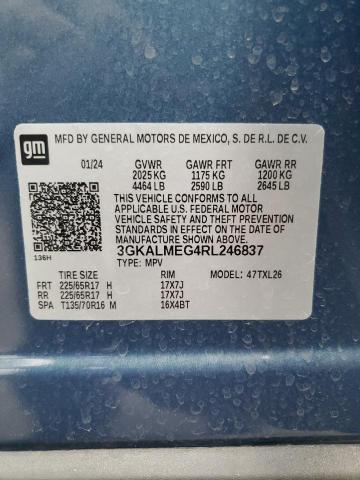 gm
MFD BY GENERAL MOTORS DE MEXICO, S. DE R.L. DE C.V.
01/24 GVWR GAWR FRT GAWR RR
2025 KG 1175 KG 1200 KG
4464 LB 2590 LB 2645 LB
THIS VEHICLE CONFORMS TO ALL
APPLICABLE U.S. FEDERAL MOTOR
VEHICLE SAFETY AND THEFT PREVENTION
STANDARDS IN EFFECT ON THE DATE OF
MANUFACTURE SHOWN ABOVE.
3GKALMEG4RL246837
136H TYPE: MPV MODEL: 47TXL26
TIRE SIZE RIM
FRT 225/65R17 H 17X7J
RR 225/65R17 H 17X7J
SPA T135/70R16 M 16X4BT